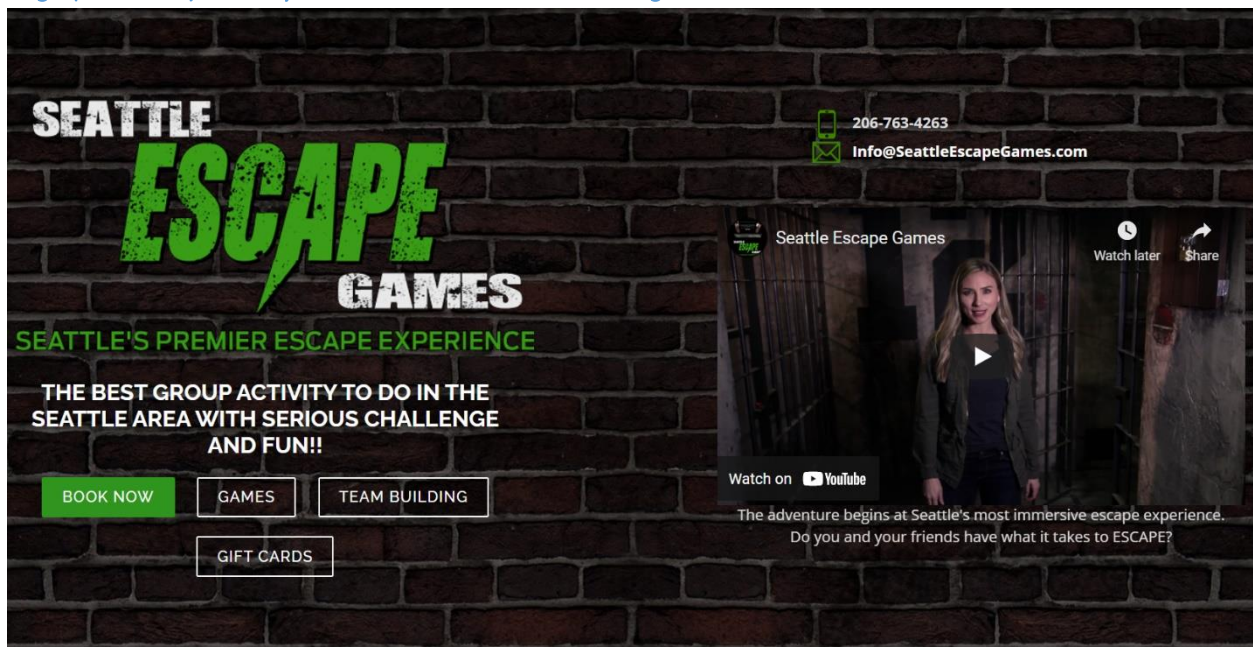 SEATTLE
ESCAPE
GAMES
SEATTLE'S PREMIER ESCAPE EXPERIENCE
THE BEST GROUP ACTIVITY TO DO IN THE
SEATTLE AREA WITH SERIOUS CHALLENGE
AND FUN!!
BOOK NOW
GAMES
TEAM BUILDING
GIFT CARDS
206-763-4263
Info@SeattleEscapeGames.com
Seattle Escape Games
Watch later
Share
Watch on YouTube
The adventure begins at Seattle's most immersive escape experience.
Do you and your friends have what it takes to ESCAPE?